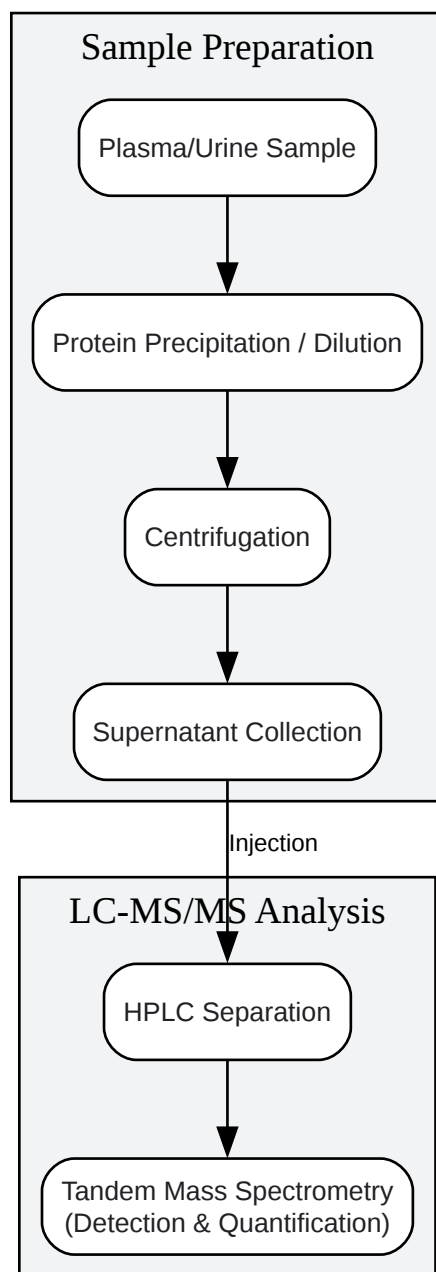 Sample Preparation
Plasma/Urine Sample
Protein Precipitation / Dilution
Centrifugation
Supernatant Collection
Injection
LC-MS/MS Analysis
HPLC Separation
Tandem Mass Spectrometry
(Detection & Quantification)